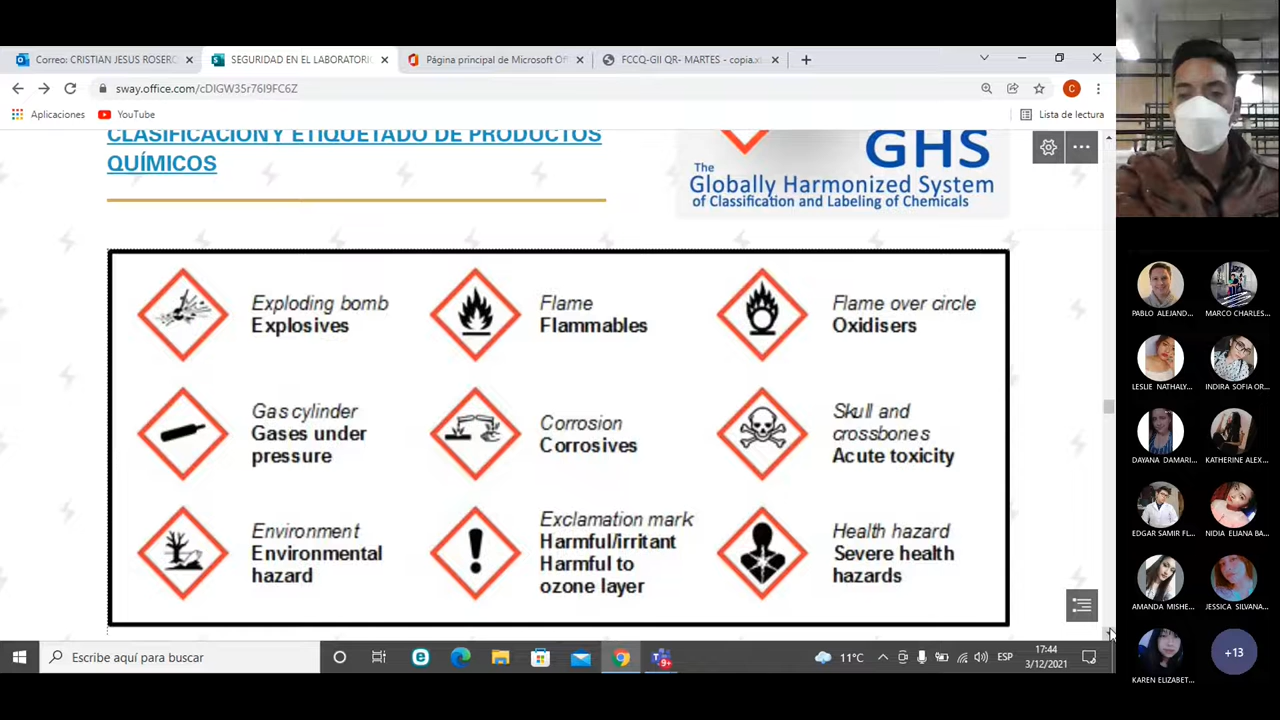 Correo: CRISTIAN JESUS ROSERO
SEGURIDAD EN EL LABORATORIO
Página principal de Microsoft Of
FCCQ-GII QR- MARTES - copia.x
sway.office.com/cDIGW35r76I9FC6Z
Aplicaciones
YouTube
Lista de lectura
CLASIFICACIÓN Y ETIQUETADO DE PRODUCTOS
QUÍMICOS
GHS
The
Globally Harmonized System
of Classification and Labeling of Chemicals
Exploding bomb
Explosives
Flame
Flammables
Flame over circle
Oxidisers
Gas cylinder
Gases under
pressure
Corrosion
Corrosives
Skull and
crossbones
Acute toxicity
Environment
Environmental
hazard
Exclamation mark
Harmful/irritant
Harmful to
ozone layer
Health hazard
Severe health
hazards
PABLO ALEJAND...
MARCO CHARLES...
LESLIE NATHALY...
INDIRA SOFIA OR...
DAYANA DAMARI...
KATHERINE ALEX...
EDGAR SAMIR FL...
NIDIA ELIANA BA...
AMANDA MISHE...
JESSICA SILVANA...
KAREN ELIZABET...
+13
Escribe aquí para buscar
9+
11°C
ESP
17:44
3/12/2021